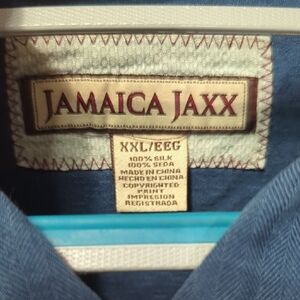 JAMAICA JAXX
XXL/EEG
100% SILK
100% SEDA
MADE IN CHINA
HECHO EN CHINA
COPYRIGHTED
PRINT
IMPRESION
REGISTRADA